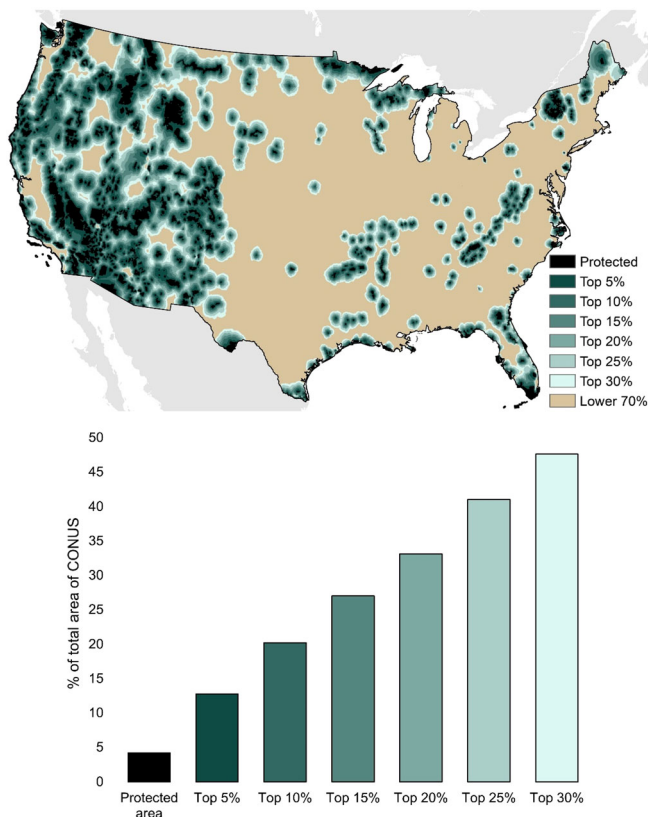 Protected
Top 5%
Top 10%
Top 15%
Top 20%
Top 25%
Top 30%
Lower 70%
50
45
40
35
30
25
20
15
10
5
0
% of total area of CONUS
Protected
area
Top 5%
Top 10%
Top 15%
Top 20%
Top 25%
Top 30%